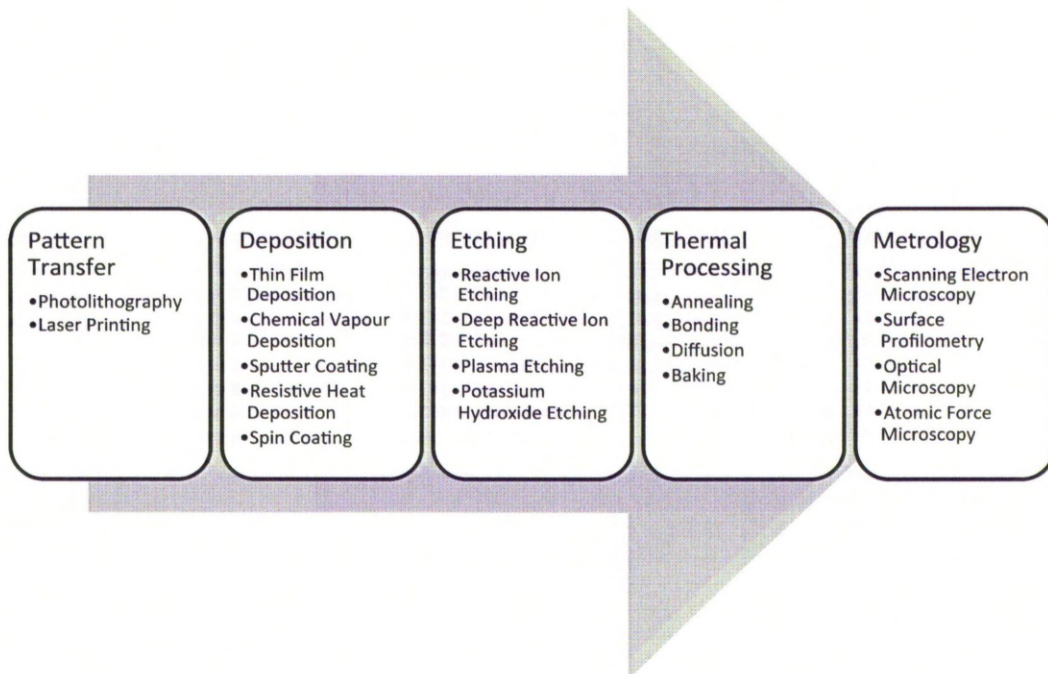 Pattern
Transfer
•Photolithography
•Laser Printing
Deposition
•Thin Film
Deposition
•Chemical Vapour
Deposition
•Sputter Coating
•Resistive Heat
Deposition
•Spin Coating
Etching
•Reactive Ion
Etching
•Deep Reactive Ion
Etching
•Plasma Etching
•Potassium
Hydroxide Etching
Thermal
Processing
•Annealing
•Bonding
•Diffusion
•Baking
Metrology
•Scanning Electron
Microscopy
•Surface
Profilometry
•Optical
Microscopy
•Atomic Force
Microscopy